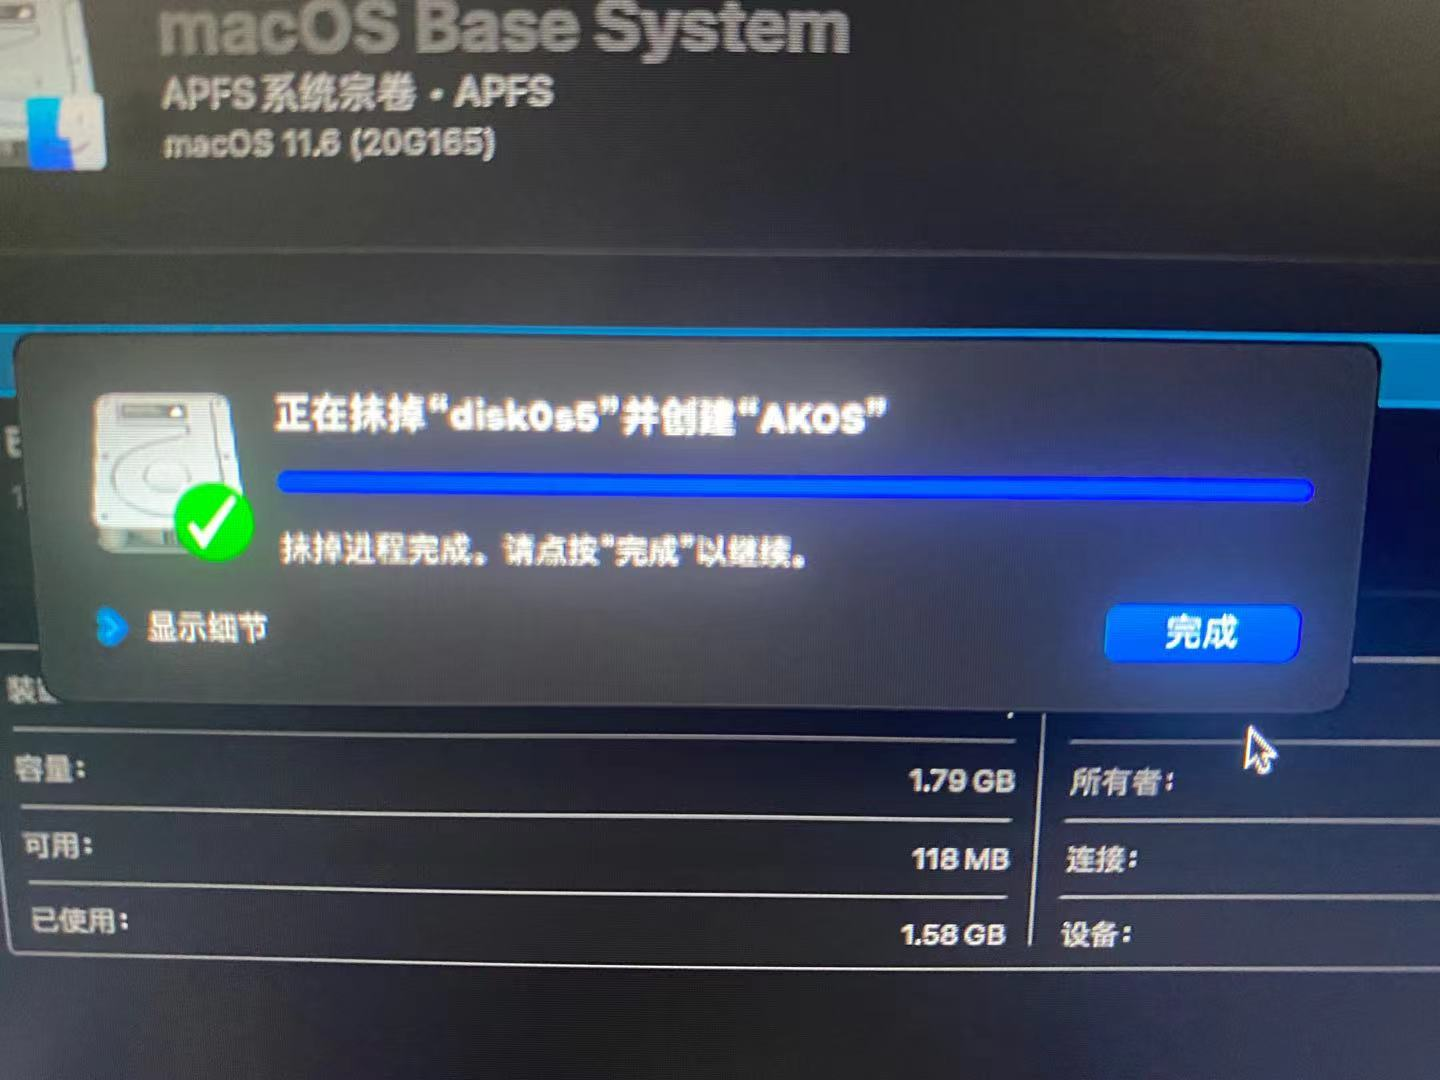 macOS Base System
APFS系统宗卷 · APFS
macOS 11.6 (20G165)
正在抹掉“disk0s5”并创建“AKOS”
抹掉进程完成。请点按“完成”以继续。
显示细节
完成
容量：
1.79 GB
所有者：
可用：
118 MB
连接：
已使用：
1.58 GB
设备：